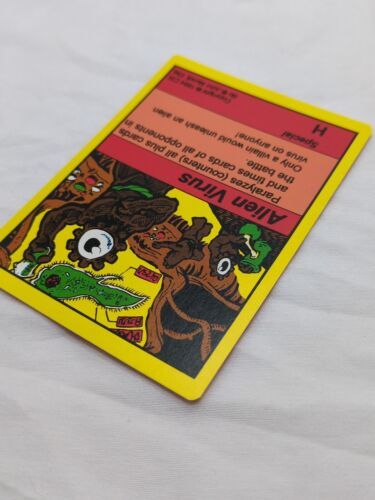 Alien Virus
Paralyzes (counters) all plus cards
and times cards of all opponents in
the battle.
Only a villain would unleash an alien
virus on anyone!
Special
H